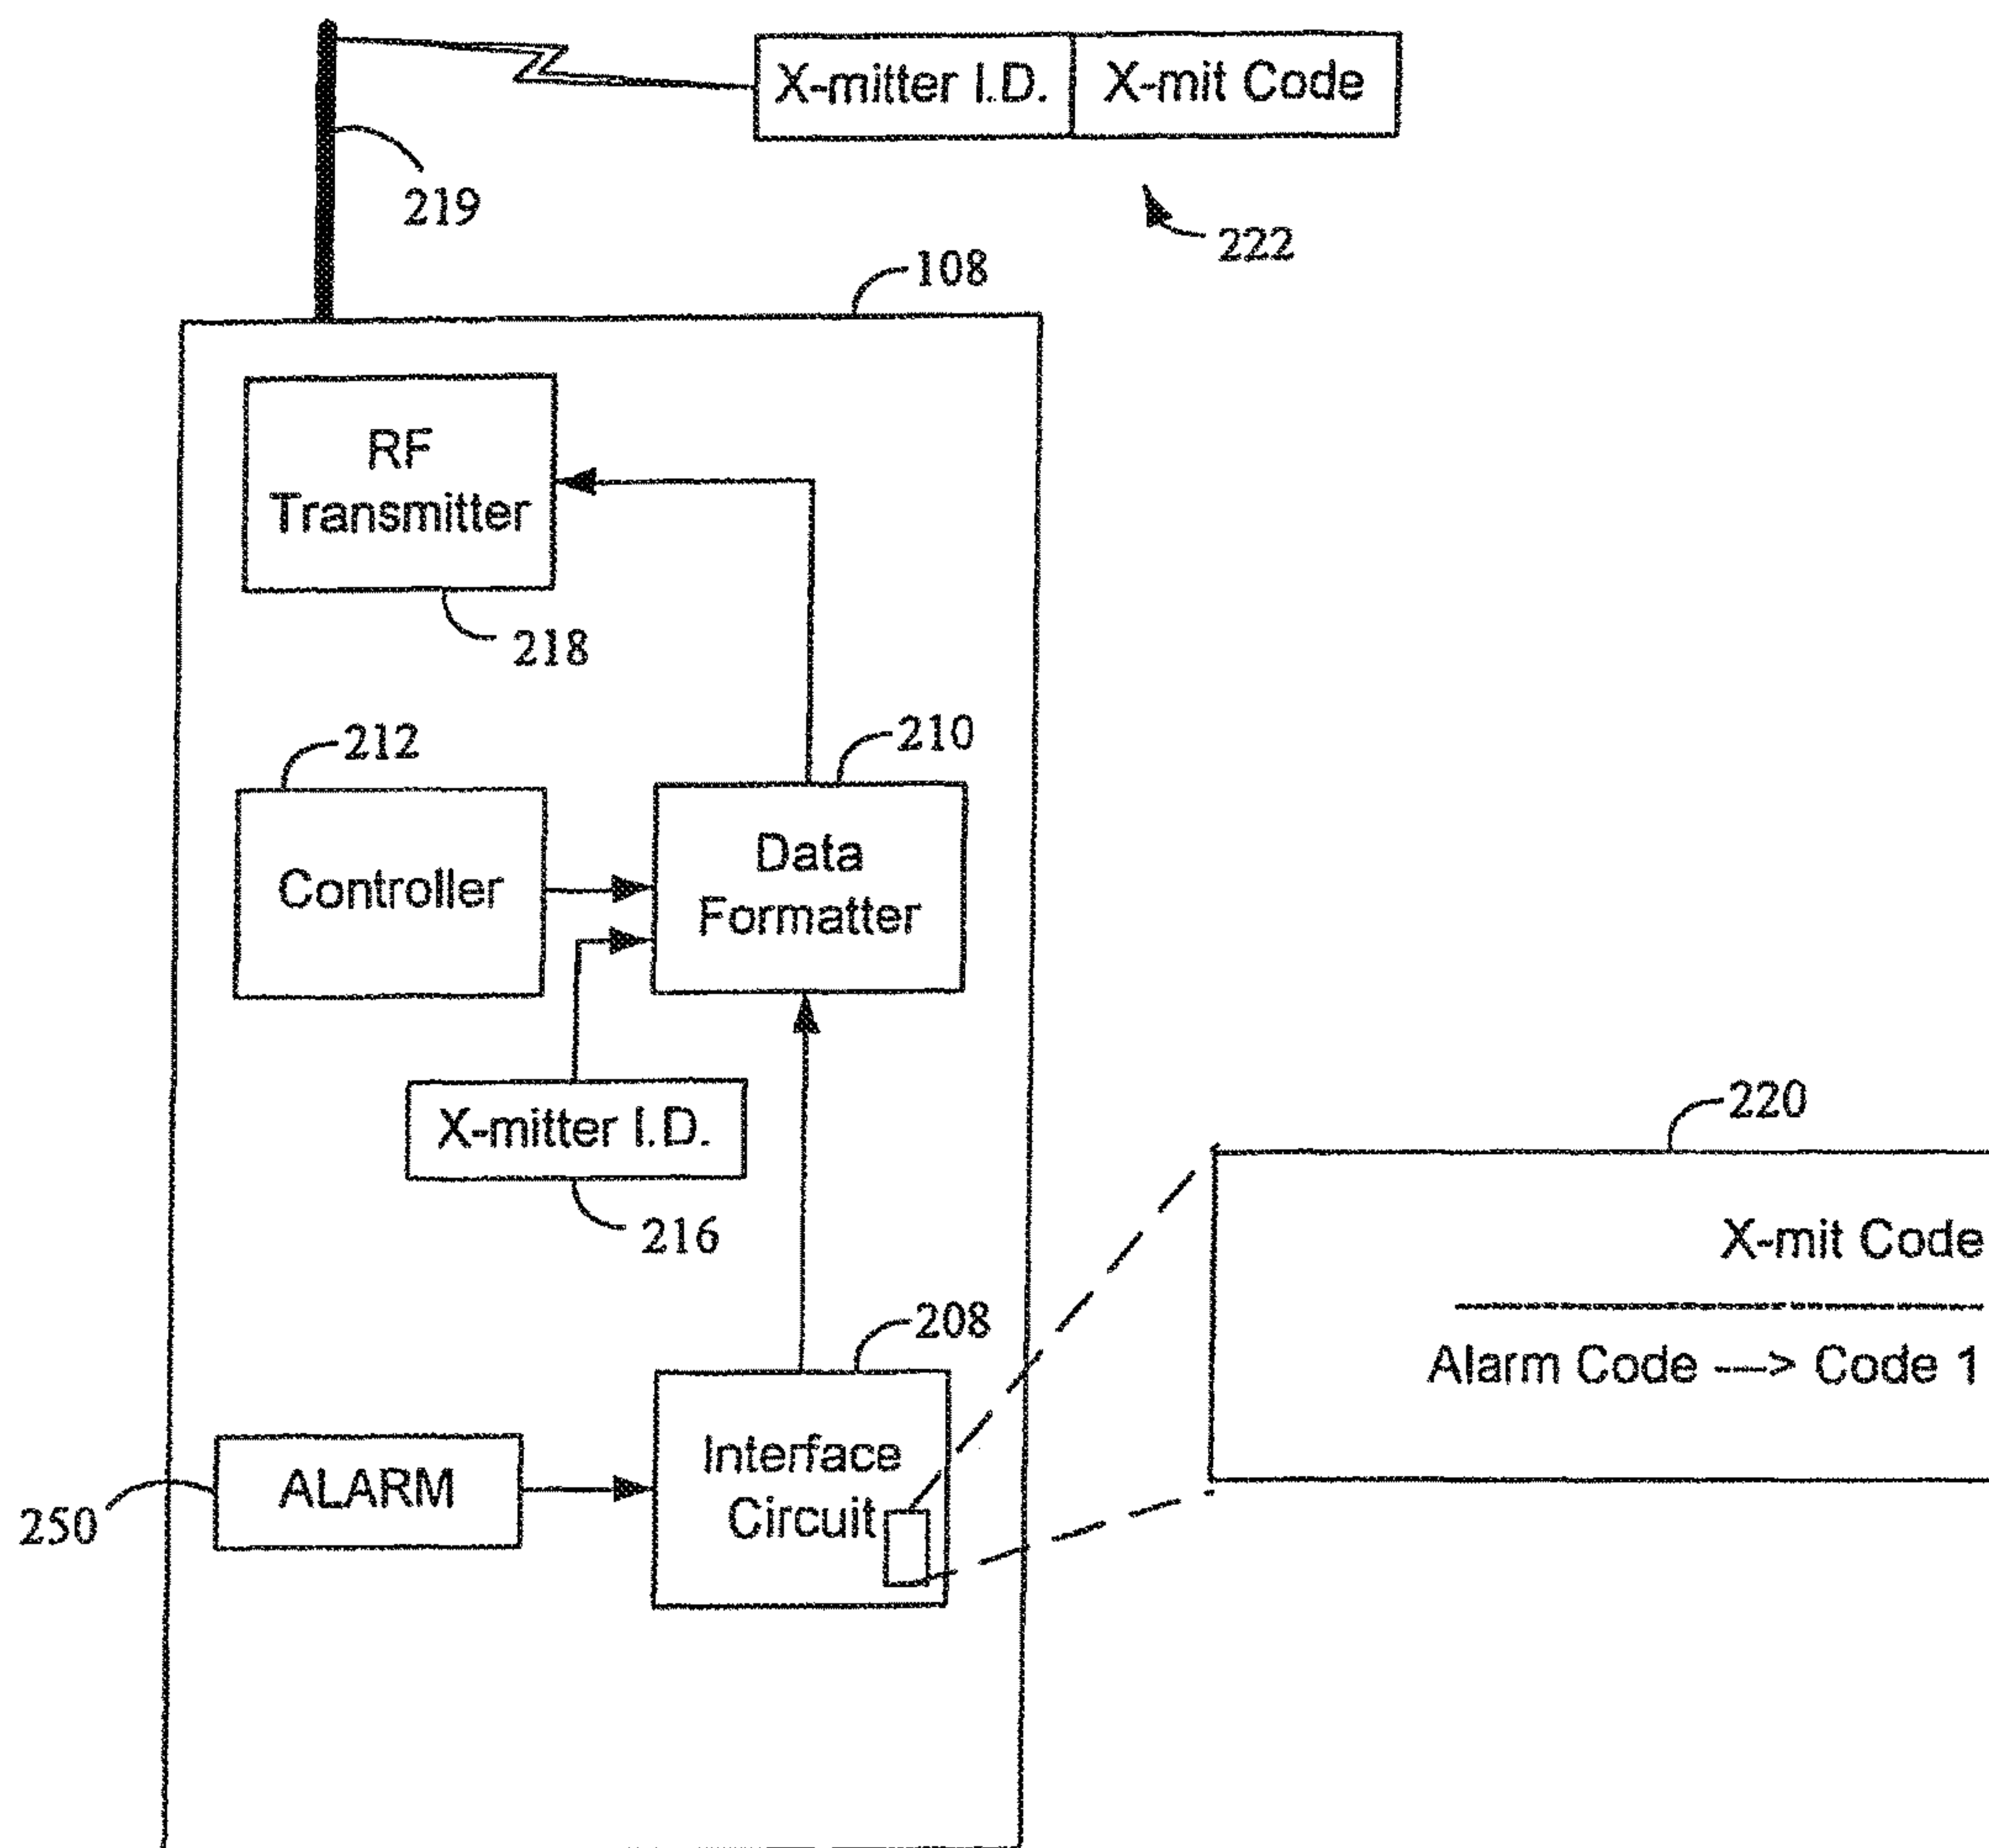 X-mitter I.D. X-mit Code
219
222
108
RF
Transmitter
218
212
210
Controller
Data
Formatter
X-mitter I.D.
216
220
X-mit Code
Alarm Code ---> Code 1
208
ALARM
250
Interface
Circuit